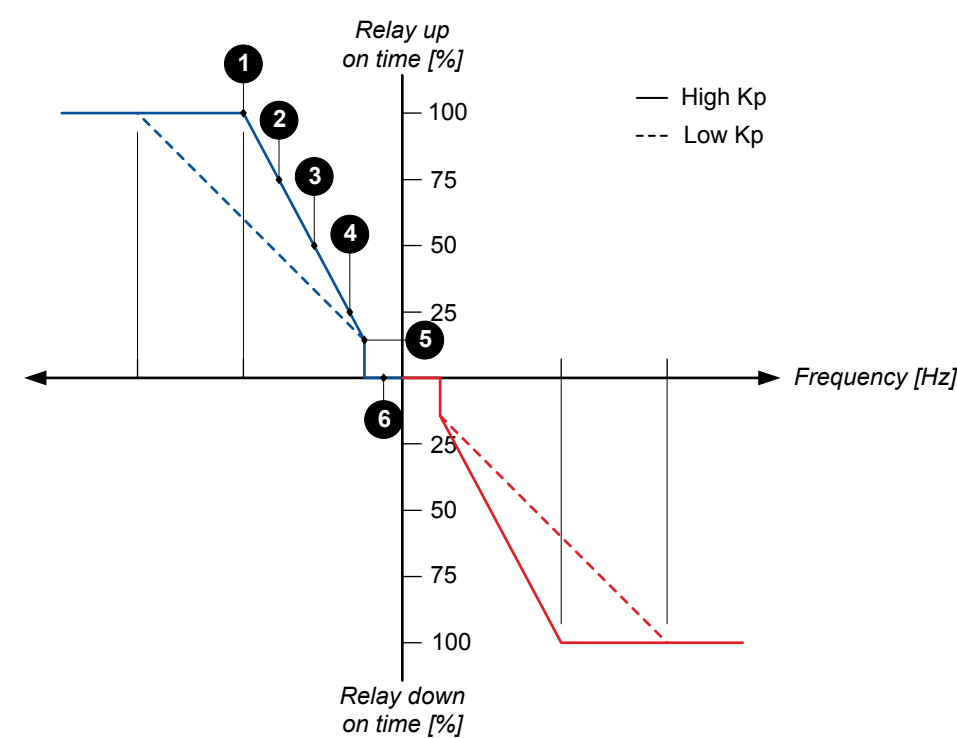 Relay up
on time [%]
1
High Kp
100
2
Low Kp
75
3
50
4
25
5
Frequency [Hz]
6
25
50
75
100
Relay down
on time [%]